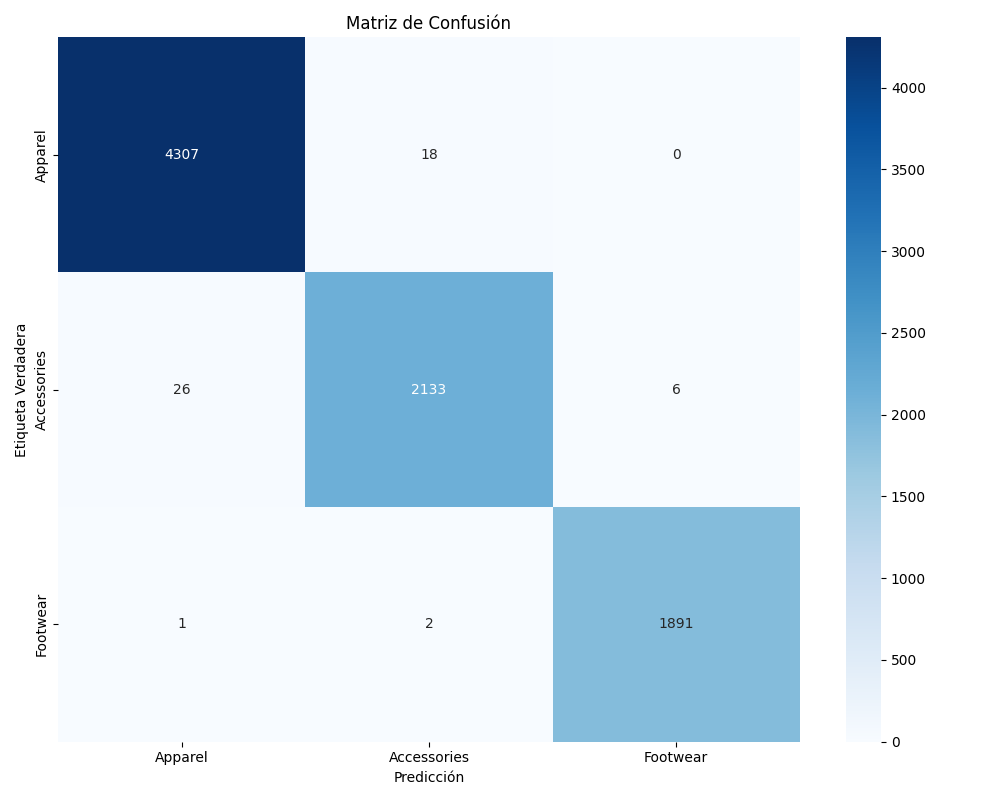 Matriz de Confusión
Etiqueta Verdadera
Apparel
4307
18
0
Accessories
26
2133
6
Footwear
1
2
1891
Apparel
Accessories
Footwear
Predicción
4000
3500
3000
2500
2000
1500
1000
500
0